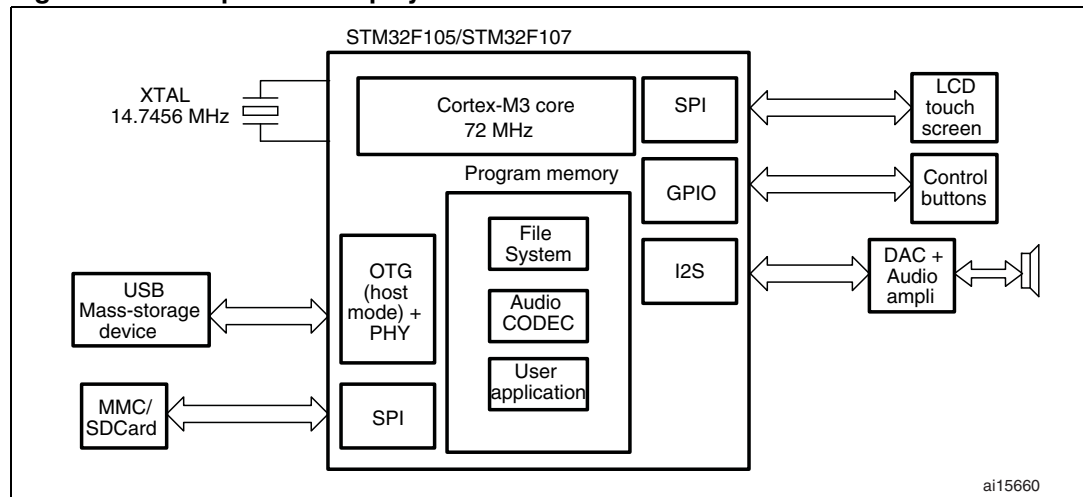 STM32F105/STM32F107
XTAL
14.7456 MHz
Cortex-M3 core
72 MHz
SPI
LCD
touch
screen
Program memory
GPIO
Control
buttons
File
System
OTG
(host
mode) +
PHY
I2S
DAC +
Audio
ampli
USB
Mass-storage
device
Audio
CODEC
User
application
MMC/
SDCard
SPI
ai15660